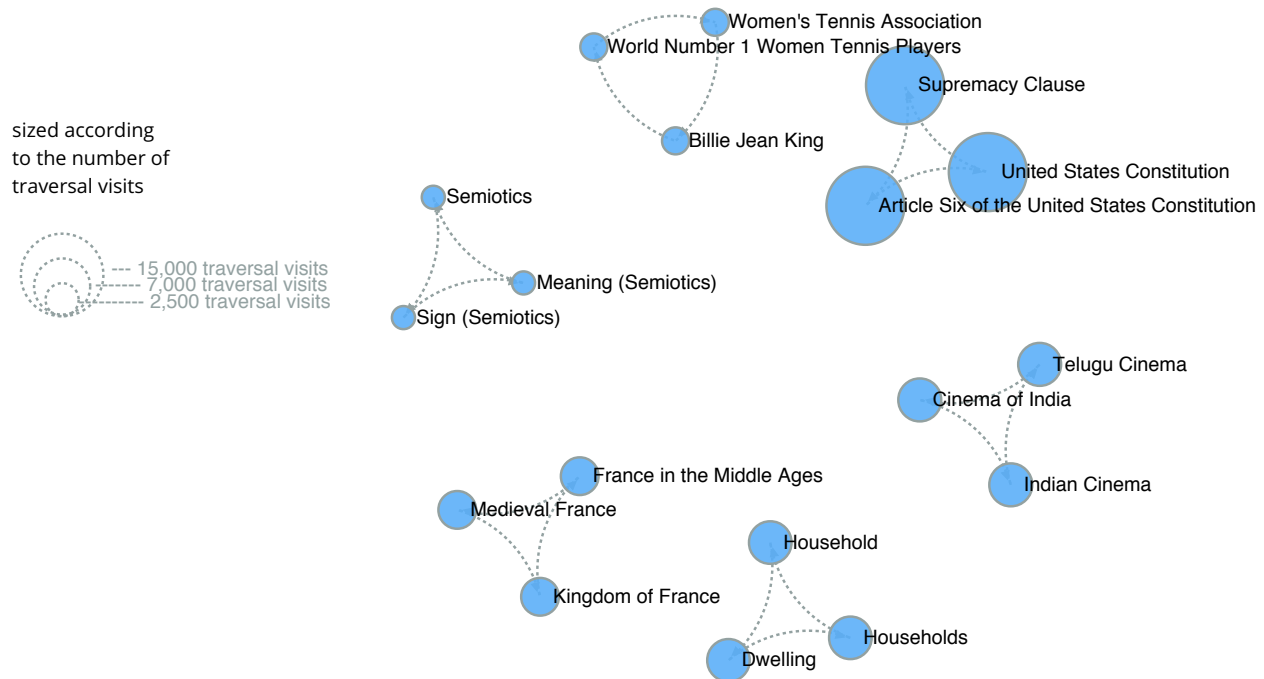 Women's Tennis Association
World Number 1 Women Tennis Players
Supremacy Clause
sized according
to the number of
traversal visits
Billie Jean King
United States Constitution
Semiotics
Article Six of the United States Constitution
15,000 traversal visits
7,000 traversal visits
2,500 traversal visits
Meaning (Semiotics)
Sign (Semiotics)
Telugu Cinema
Cinema of India
France in the Middle Ages
Indian Cinema
Medieval France
Household
Kingdom of France
Households
Dwelling